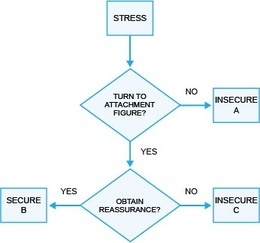 STRESS
TURN TO
ATTACHMENT
FIGURE?
NO
INSECURE
A
YES
OBTAIN
REASSURANCE?
YES
SECURE
B
NO
INSECURE
C